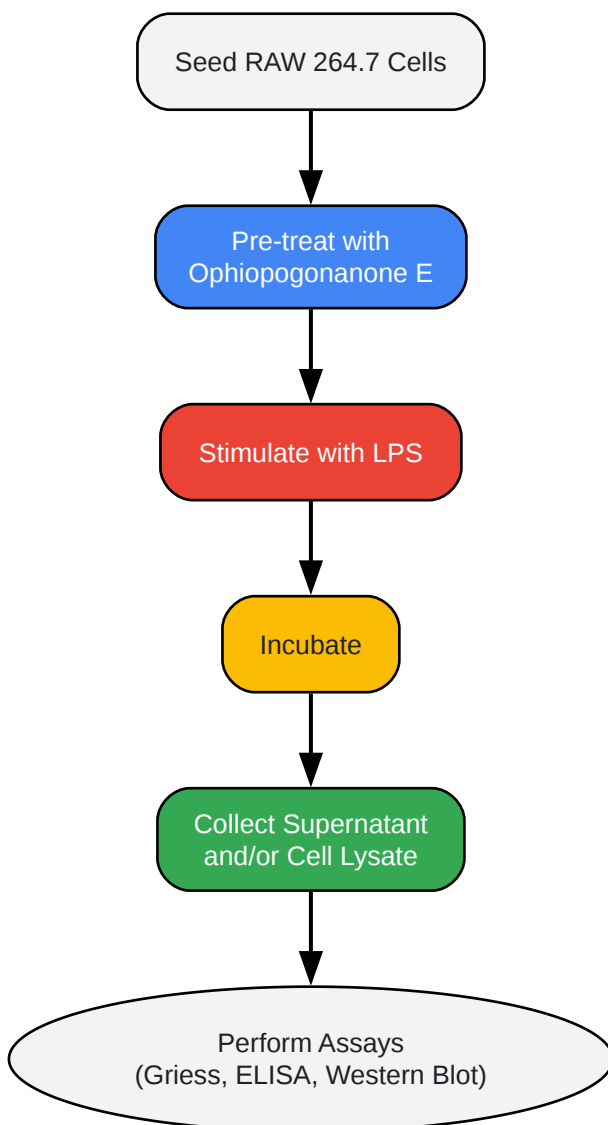 Seed RAW 264.7 Cells
Pre-treat with
Ophiopogonanone E
Stimulate with LPS
Incubate
Collect Supernatant
and/or Cell Lysate
Perform Assays
(Griess, ELISA, Western Blot)